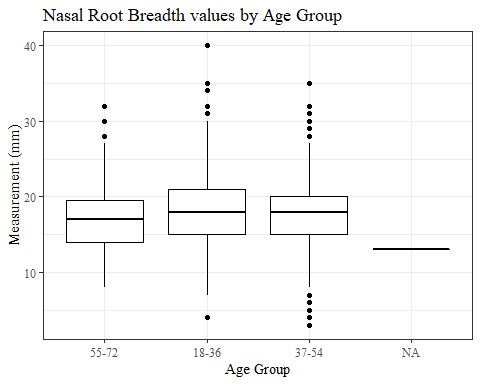 Nasal Root Breadth values by Age Group
Measurement (mm)
40
30
20
10
55-72 18-36 37-54 NA
Age Group